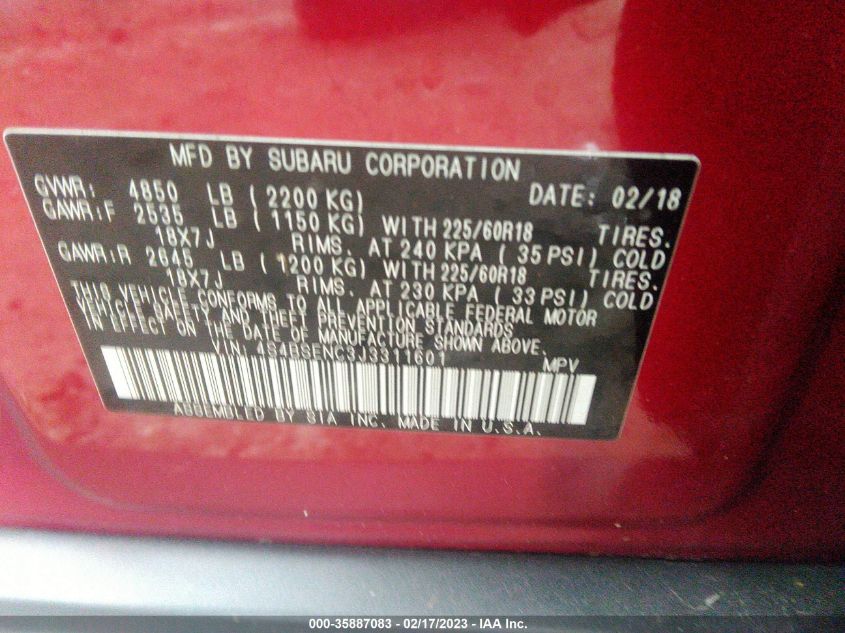 MFD BY SUBARU CORPORATION
GVWR: 4850 LB ( 2200 KG) DATE: 02/18
GAWR:F 2535 LB ( 1150 KG) WITH 225/60R18 TIRES.
18X7J RIMS. AT 240 KPA ( 35 PSI) COLD
GAWR:R 2645 LB ( 1200 KG) WITH 225/60R18 TIRES.
18X7J RIMS. AT 230 KPA ( 33 PSI) COLD
THIS VEHICLE CONFORMS TO ALL APPLICABLE FEDERAL MOTOR
VEHICLE SAFETY AND THEFT PREVENTION STANDARDS
IN EFFECT ON THE DATE OF MANUFACTURE SHOWN ABOVE.
VIN: 4S4BSENC3J3311601 MPV
ASSEMBLED BY SIA INC. MADE IN U.S.A.
000-35887083 - 02/17/2023 - IAA Inc.